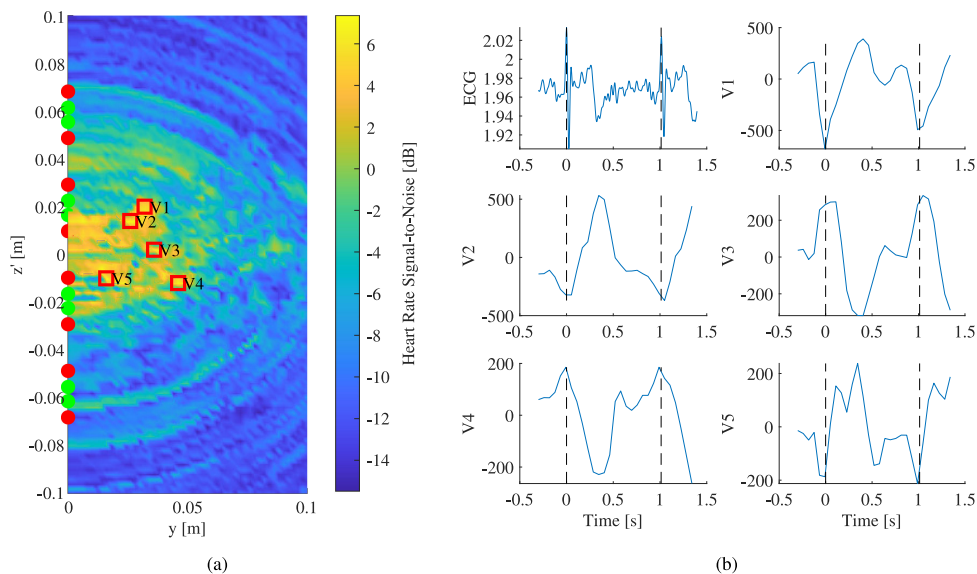 0.1
0.08
0.06
0.04
0.02
0
-0.02
-0.04
-0.06
-0.08
-0.1
z' [m]
0
0.05
0.1
y [m]
V1
V2
V3
V5
V4
6
4
2
0
-2
-4
-6
-8
-10
-12
-14
Heart Rate Signal-to-Noise [dB]
(a)
2.02
2
1.98
1.96
1.94
1.92
ECG
-0.5 0 0.5 1 1.5
0
-500
V1
-0.5 0 0.5 1 1.5
500
0
-500
V2
-0.5 0 0.5 1 1.5
200
0
-200
V3
-0.5 0 0.5 1 1.5
200
0
-200
V4
-0.5 0 0.5 1 1.5
Time [s]
200
0
-200
V5
-0.5 0 0.5 1 1.5
Time [s]
(b)